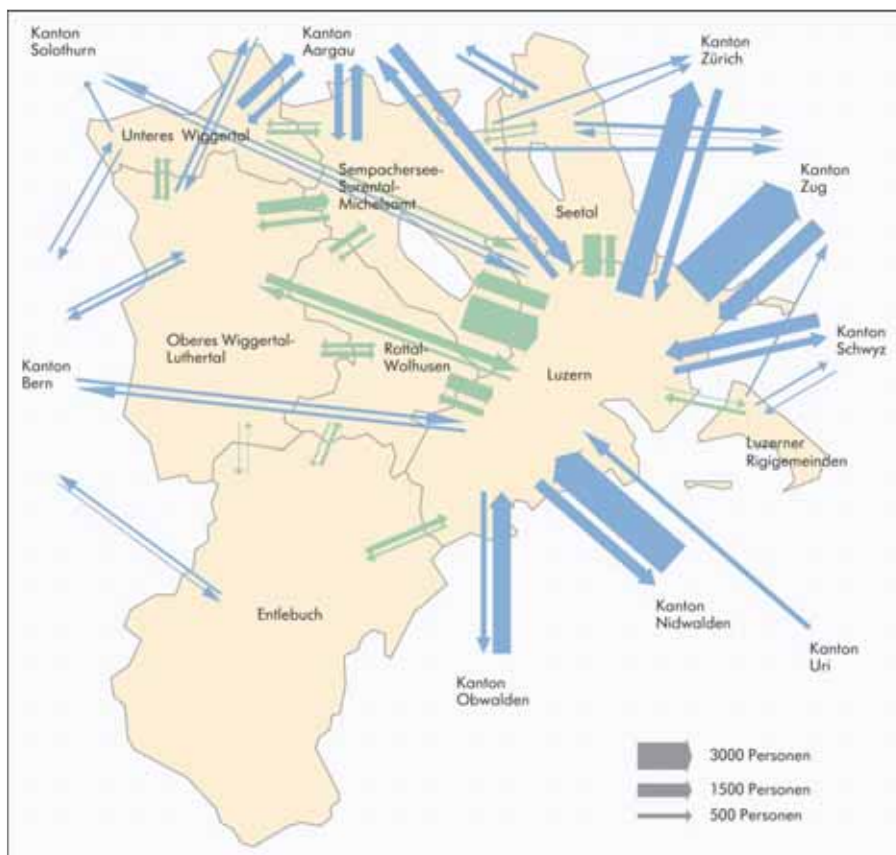 Kanton
Solothurn
Kanton
Aargau
Kanton
Zürich
Unteres Wiggertal
Sempachersee-
Surental-
Michelsamt
Seetal
Kanton
Zug
Oberes Wiggertal-
Luthertal
Rottal-
Wolhusen
Luzern
Kanton
Schwyz
Kanton
Bern
Luzerner
Rigigemeinden
Entlebuch
Kanton
Nidwalden
Kanton
Uri
Kanton
Obwalden
3000 Personen
1500 Personen
500 Personen